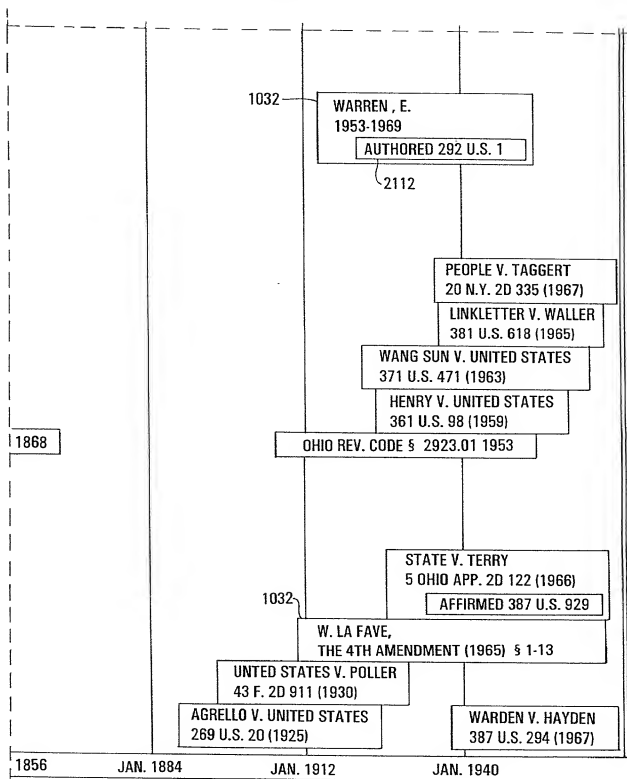 1032
WARREN , E.
1953-1969
AUTHORED 292 U.S. 1
2112
PEOPLE V. TAGGERT
20 N.Y. 2D 335 (1967)
LINKLETTER V. WALLER
381 U.S. 618 (1965)
WANG SUN V. UNITED STATES
371 U.S. 471 (1963)
HENRY V. UNITED STATES
361 U.S. 98 (1959)
1868
OHIO REV. CODE § 2923.01 1953
STATE V. TERRY
5 OHIO APP. 2D 122 (1966)
AFFIRMED 387 U.S. 929
1032
W. LA FAVE,
THE 4TH AMENDMENT (1965) § 1-13
UNTED STATES V. POLLER
43 F. 2D 911 (1930)
AGRELLO V. UNITED STATES
269 U.S. 20 (1925)
WARDEN V. HAYDEN
387 U.S. 294 (1967)
1856 JAN. 1884 JAN. 1912 JAN. 1940